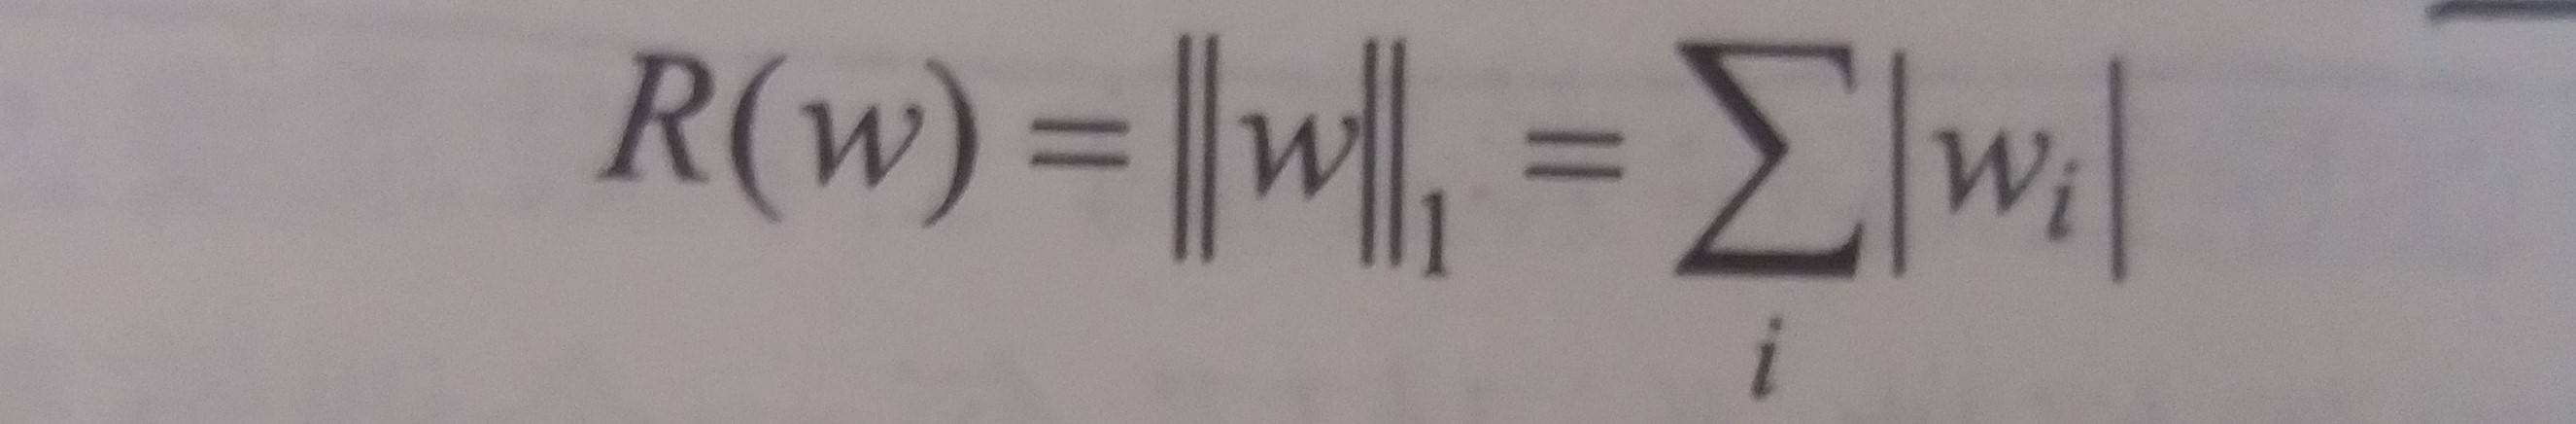 R(w) = ‖w‖₁ = ∑|wᵢ|
i